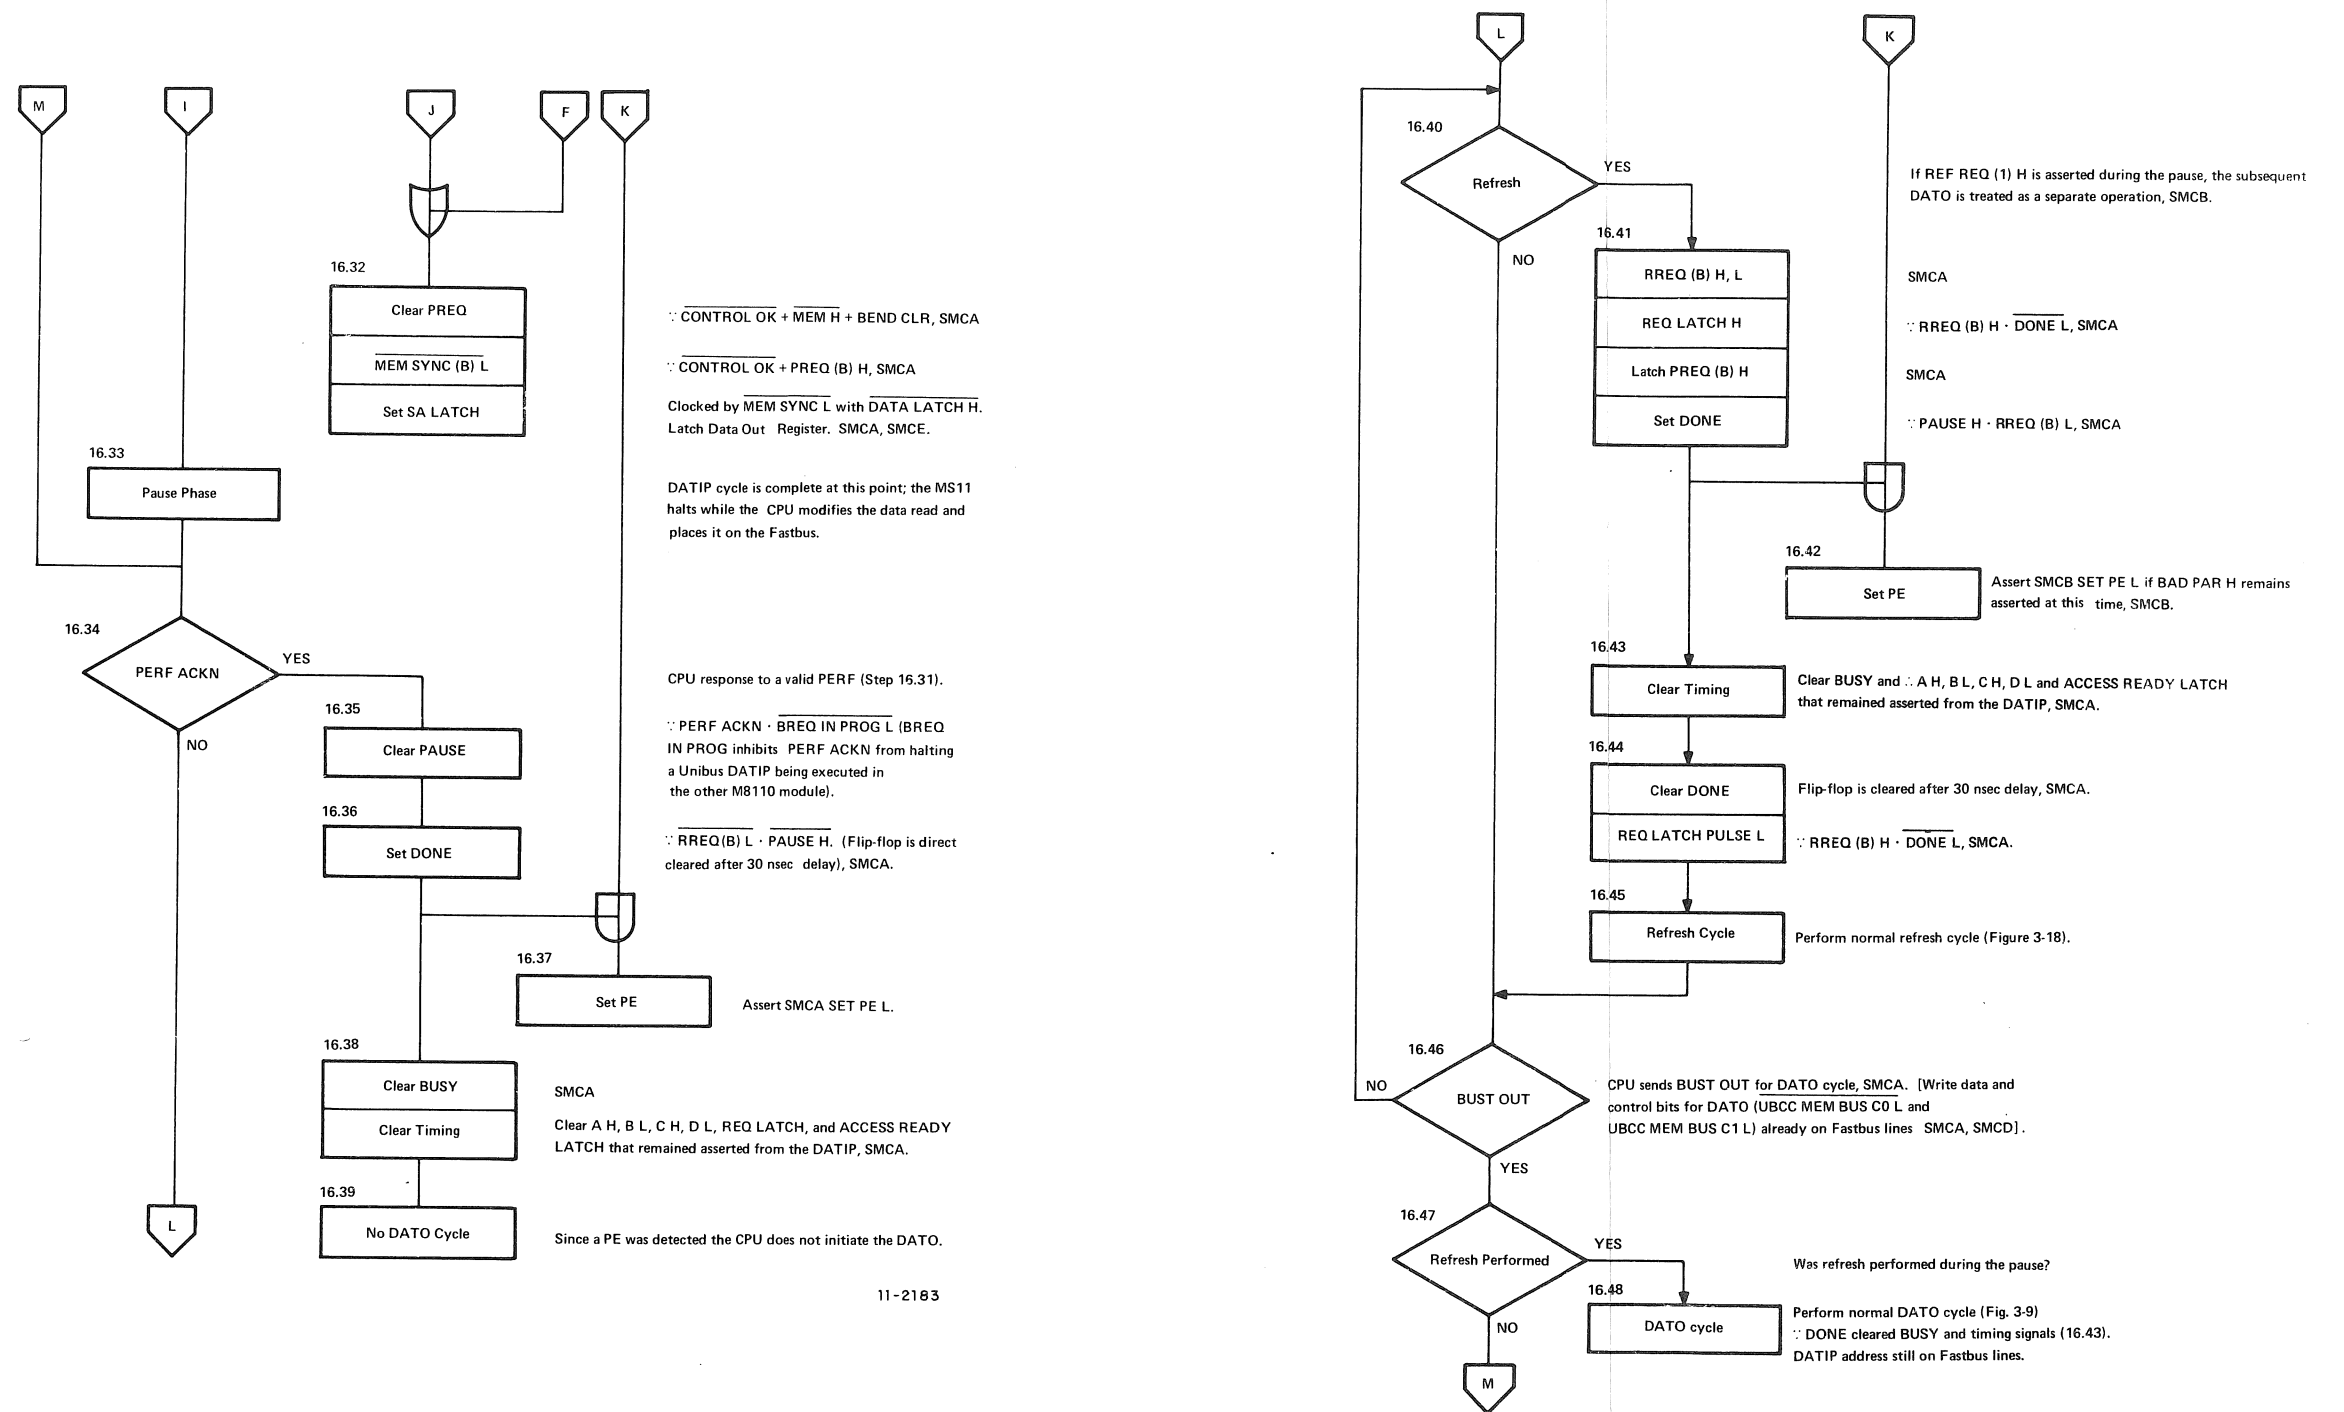 M
I
J
F
K
16.32
Clear PREQ
∵ CONTROL OK + MEM H + BEND CLR, SMCA
MEM SYNC (B) L
∵ CONTROL OK + PREQ (B) H, SMCA
Set SA LATCH
Clocked by MEM SYNC L with DATA LATCH H.
Latch Data Out Register. SMCA, SMCE.
16.33
Pause Phase
DATIP cycle is complete at this point; the MS11
halts while the CPU modifies the data read and
places it on the Fastbus.
16.34
PERF ACKN
YES
NO
CPU response to a valid PERF (Step 16.31).
16.35
Clear PAUSE
∵ PERF ACKN · BREQ IN PROG L (BREQ
IN PROG inhibits PERF ACKN from halting
a Unibus DATIP being executed in
the other M8110 module).
16.36
Set DONE
∵ RREQ(B) L · PAUSE H. (Flip-flop is direct
cleared after 30 nsec delay), SMCA.
16.37
Set PE
Assert SMCA SET PE L.
16.38
Clear BUSY
SMCA
Clear Timing
Clear A H, B L, C H, D L, REQ LATCH, and ACCESS READY
LATCH that remained asserted from the DATIP, SMCA.
16.39
No DATO Cycle
Since a PE was detected the CPU does not initiate the DATO.
L
11-2183
L
K
16.40
Refresh
YES
NO
If REF REQ (1) H is asserted during the pause, the subsequent
DATO is treated as a separate operation, SMCB.
16.41
RREQ (B) H, L
SMCA
REQ LATCH H
∵ RREQ (B) H · DONE L, SMCA
Latch PREQ (B) H
SMCA
Set DONE
∵ PAUSE H · RREQ (B) L, SMCA
16.42
Set PE
Assert SMCB SET PE L if BAD PAR H remains
asserted at this time, SMCB.
16.43
Clear Timing
Clear BUSY and ∴ A H, B L, C H, D L and ACCESS READY LATCH
that remained asserted from the DATIP, SMCA.
16.44
Clear DONE
Flip-flop is cleared after 30 nsec delay, SMCA.
REQ LATCH PULSE L
∵ RREQ (B) H · DONE L, SMCA.
16.45
Refresh Cycle
Perform normal refresh cycle (Figure 3-18).
16.46
BUST OUT
NO
YES
CPU sends BUST OUT for DATO cycle, SMCA. [Write data and
control bits for DATO (UBCC MEM BUS C0 L and
UBCC MEM BUS C1 L) already on Fastbus lines SMCA, SMCD].
16.47
Refresh Performed
YES
NO
Was refresh performed during the pause?
16.48
DATO cycle
Perform normal DATO cycle (Fig. 3-9)
∵ DONE cleared BUSY and timing signals (16.43).
DATIP address still on Fastbus lines.
M